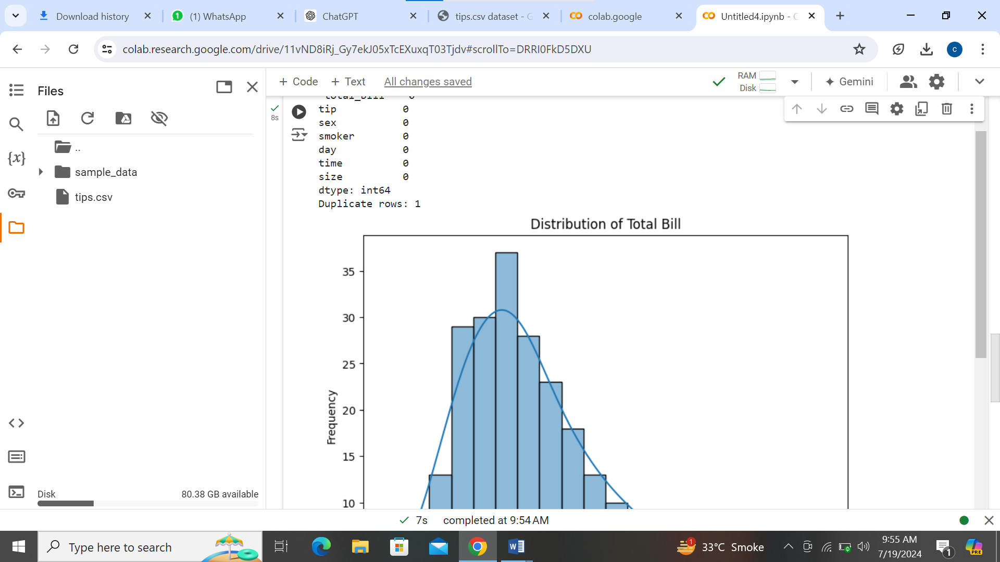 Download history
(1) WhatsApp
ChatGPT
tips.csv dataset - G
colab.google
Untitled4.ipynb - C
colab.research.google.com/drive/11vND8iRj_Gy7ekJ05xTcEXuxqT03Tjdv#scrollTo=DRRI0FkD5DXU
c
Files
+ Code + Text All changes saved
RAM
Disk
Gemini
..
sample_data
tips.csv
{x}
8s
total_bill 0
tip 0
sex 0
smoker 0
day 0
time 0
size 0
dtype: int64
Duplicate rows: 1
Distribution of Total Bill
Frequency
35
30
25
20
15
10
Disk 80.38 GB available
7s completed at 9:54 AM
Type here to search
1
33°C Smoke
9:55 AM
7/19/2024
1
PRE